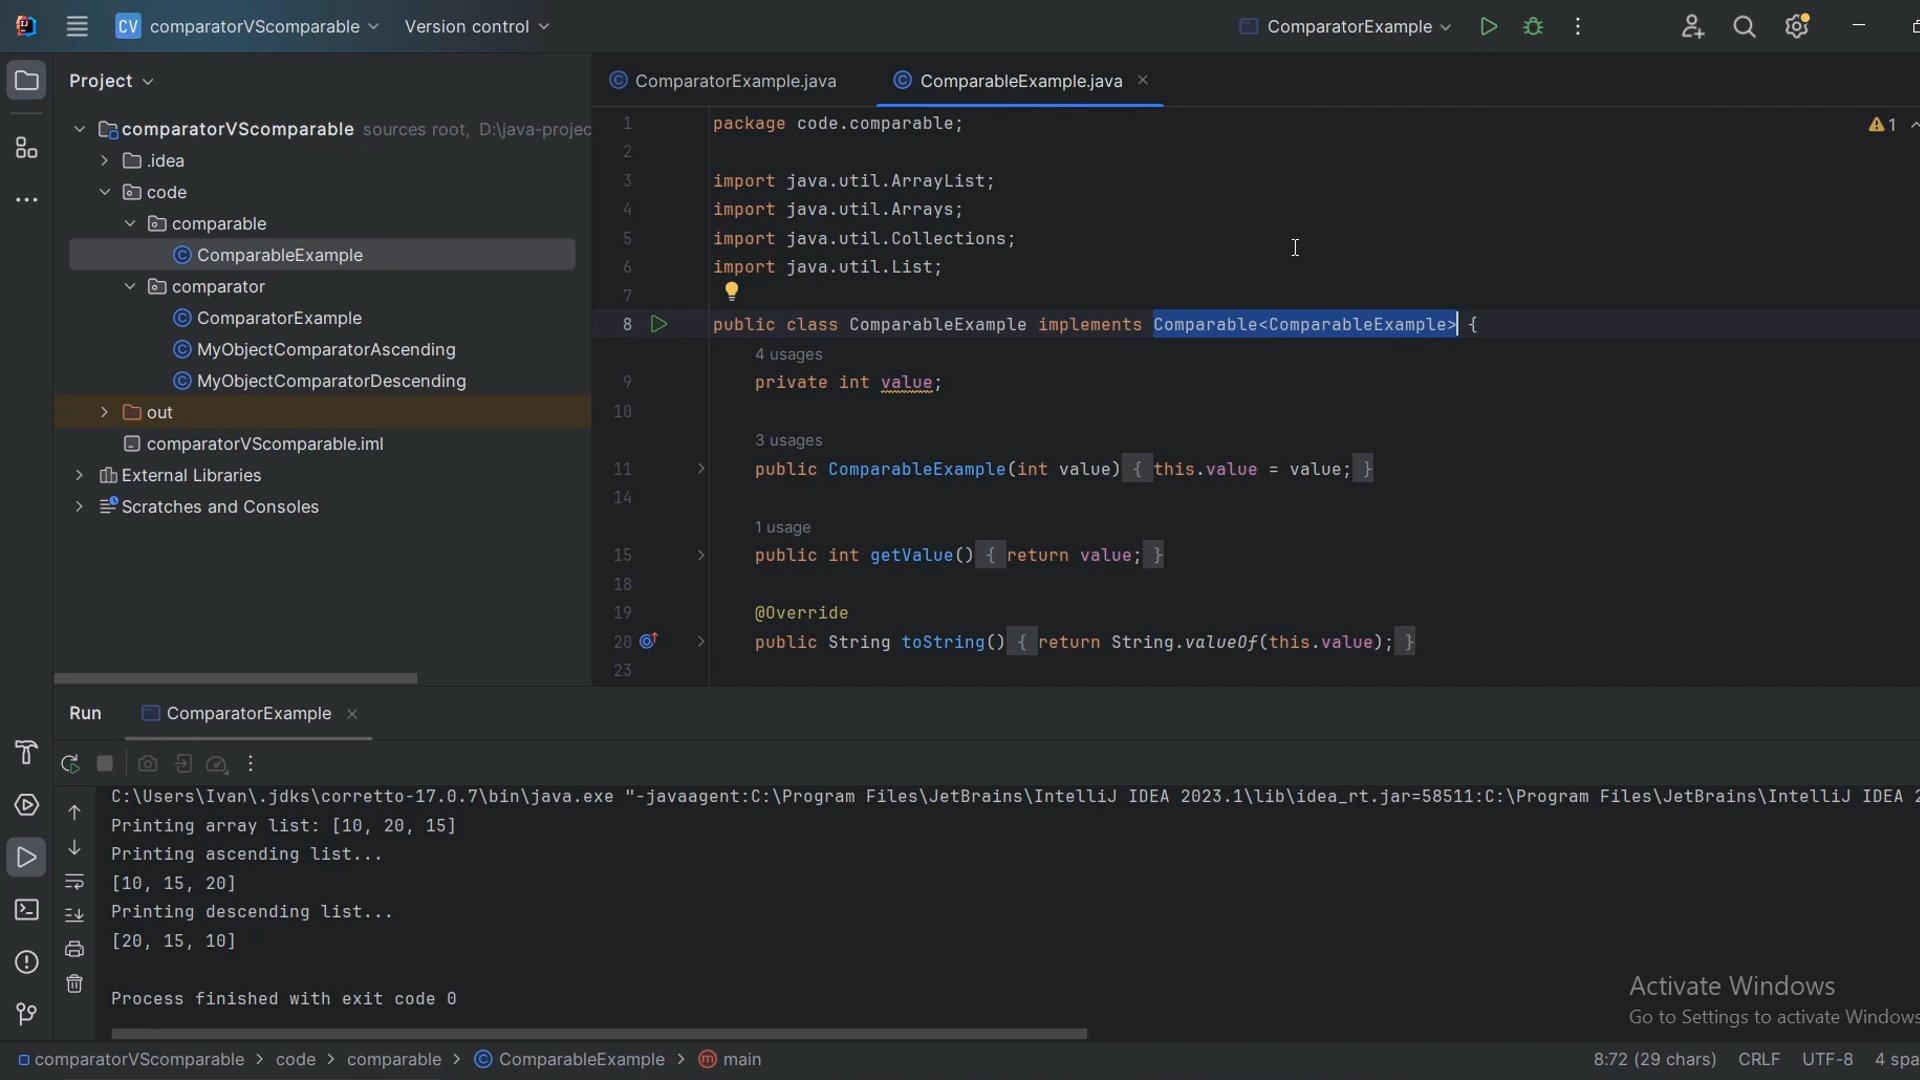 CV comparatorVScomparable Version control ComparatorExample
Project
ComparatorExample.java ComparableExample.java
comparatorVScomparable sources root, D:\java-projec
.idea
code
comparable
ComparableExample
comparator
ComparatorExample
MyObjectComparatorAscending
MyObjectComparatorDescending
out
comparatorVScomparable.iml
External Libraries
Scratches and Consoles
1 package code.comparable;
1
2
3 import java.util.ArrayList;
4 import java.util.Arrays;
5 import java.util.Collections;
6 import java.util.List;
7
8 public class ComparableExample implements Comparable<ComparableExample> {
4 usages
9 private int value;
10
3 usages
11 public ComparableExample(int value) { this.value = value; }
14
1 usage
15 public int getValue() { return value; }
18
19 @Override
20 public String toString() { return String.valueOf(this.value); }
23
Run ComparatorExample
C:\Users\Ivan\.jdks\corretto-17.0.7\bin\java.exe "-javaagent:C:\Program Files\JetBrains\IntelliJ IDEA 2023.1\lib\idea_rt.jar=58511:C:\Program Files\JetBrains\IntelliJ IDEA 2
Printing array list: [10, 20, 15]
Printing ascending list...
[10, 15, 20]
Printing descending list...
[20, 15, 10]
Process finished with exit code 0
Activate Windows
Go to Settings to activate Windows
comparatorVScomparable > code > comparable > ComparableExample > main 8:72 (29 chars) CRLF UTF-8 4 spa